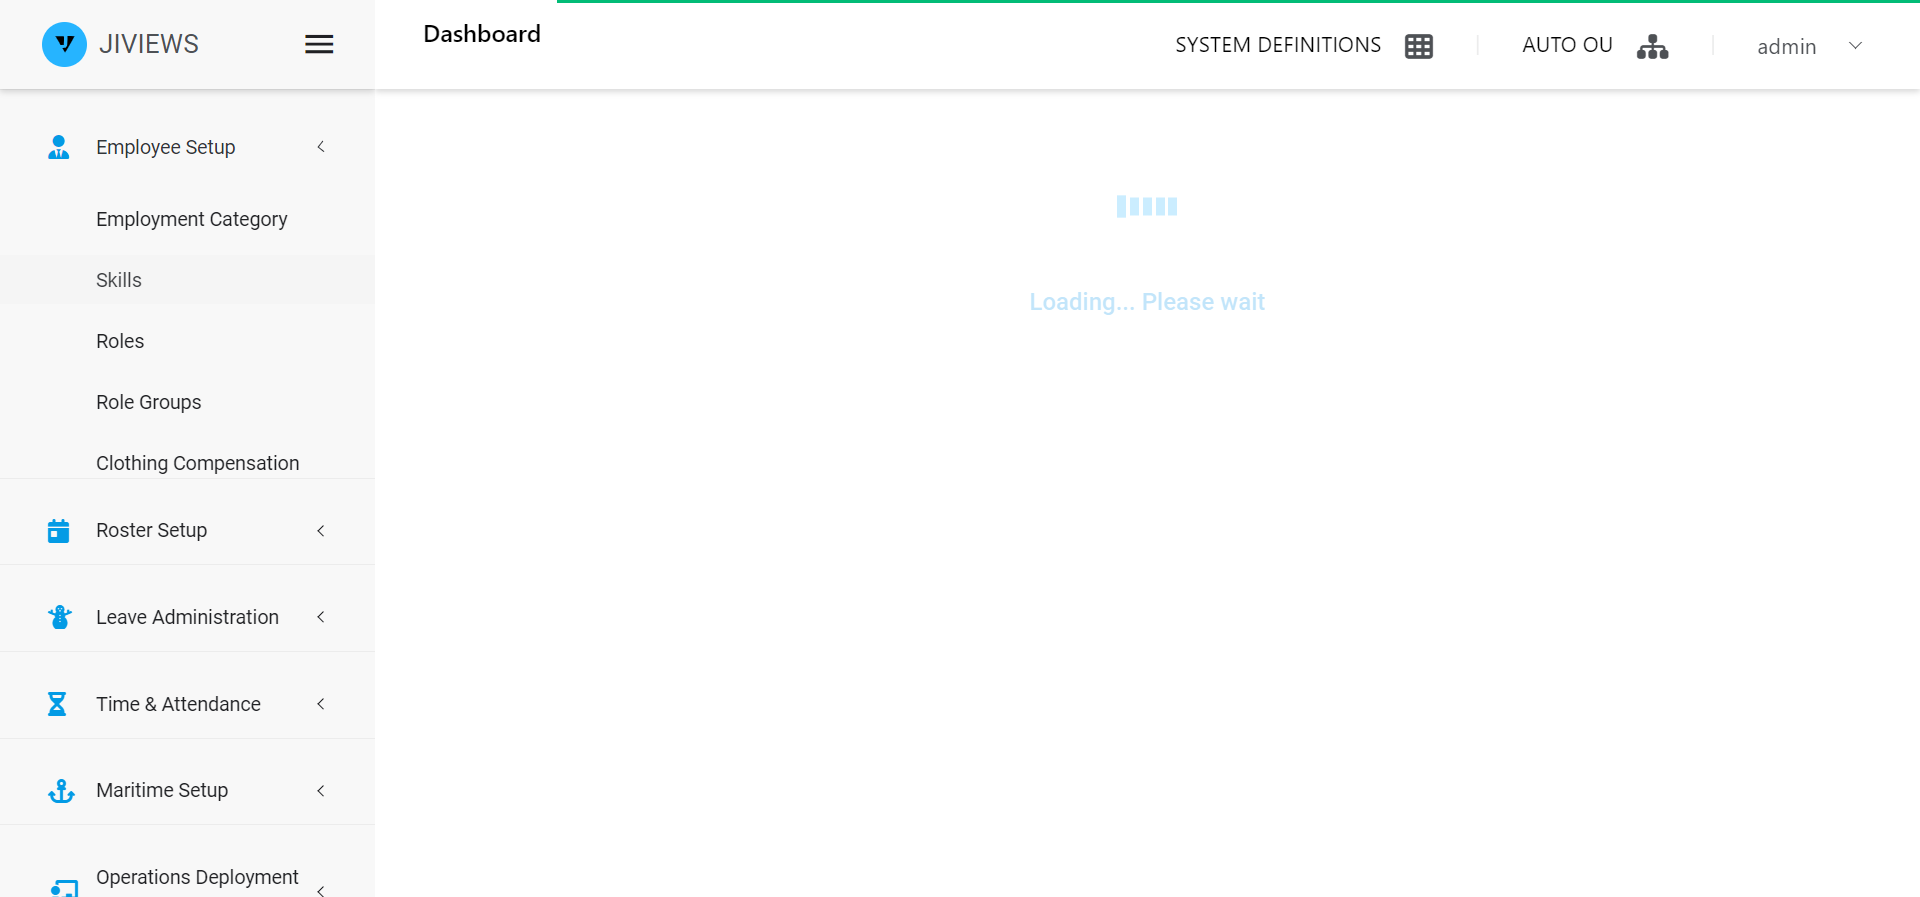 JIVIEWS
Dashboard
SYSTEM DEFINITIONS
AUTO OU
admin
Employee Setup
Employment Category
Skills
Roles
Role Groups
Clothing Compensation
Roster Setup
Leave Administration
Time & Attendance
Maritime Setup
Operations Deployment
Loading... Please wait